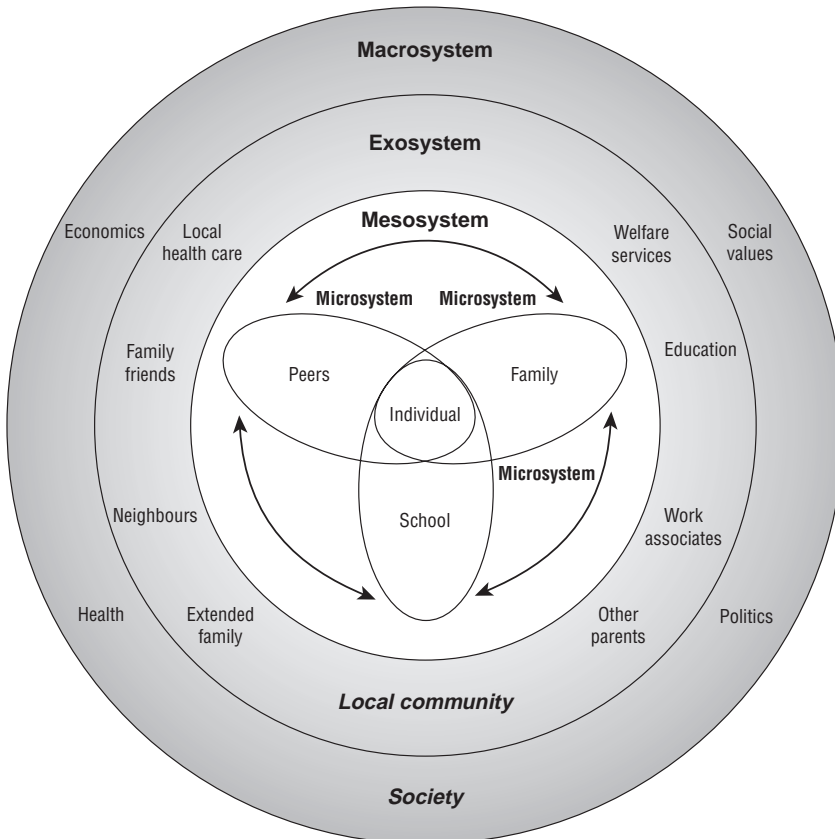 Macrosystem
Exosystem
Mesosystem
Economics
Local
health care
Welfare
services
Social
values
Microsystem
Microsystem
Family
friends
Peers
Family
Education
Individual
Microsystem
Neighbours
School
Work
associates
Health
Extended
family
Other
parents
Politics
Local community
Society